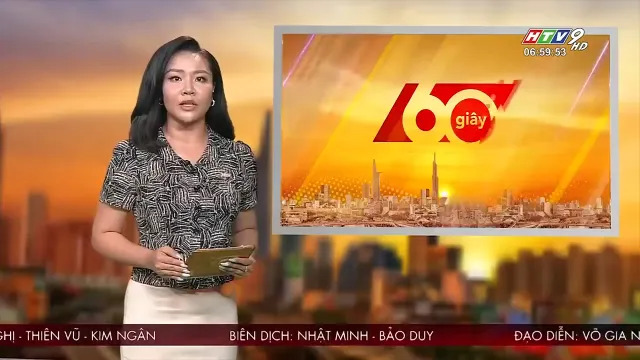 HTV9 HD
06:59:53
60 giây
GHỊ - THIÊN VŨ - KIM NGÂN BIÊN DỊCH: NHẬT MINH - BẢO DUY ĐẠO DIỄN: VÕ GIA N